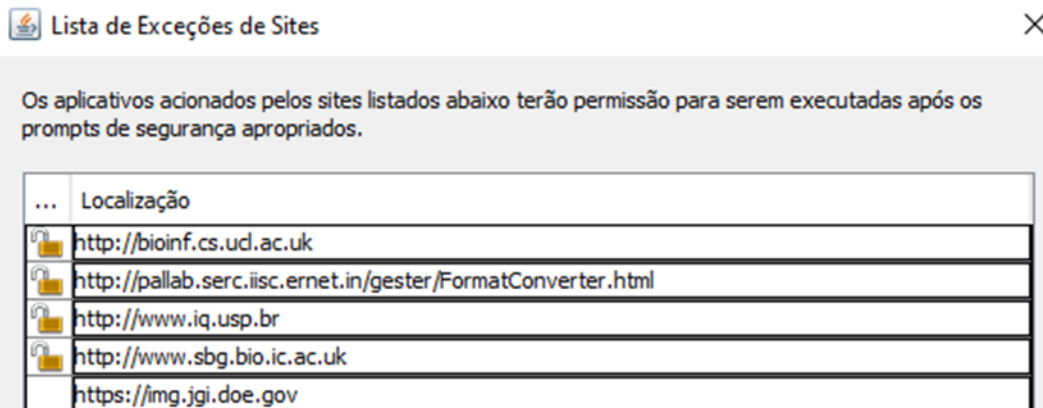 Lista de Exceções de Sites
Os aplicativos acionados pelos sites listados abaixo terão permissão para serem executadas após os
prompts de segurança apropriados.
... Localização
http://bioinf.cs.ucl.ac.uk
http://pallab.serc.iisc.ernet.in/gester/FormatConverter.html
http://www.iq.usp.br
http://www.sbg.bio.ic.ac.uk
https://img.jgi.doe.gov